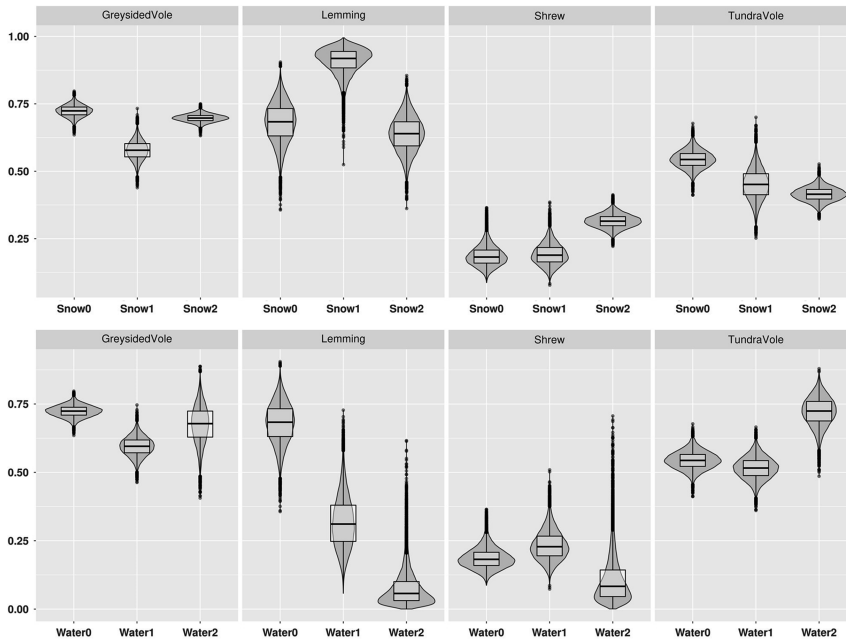 GreysidedVole Lemming Shrew TundraVole
1.00
0.75
0.50
0.25
Snow0 Snow1 Snow2 Snow0 Snow1 Snow2 Snow0 Snow1 Snow2 Snow0 Snow1 Snow2
GreysidedVole Lemming Shrew TundraVole
0.75
0.50
0.25
0.00
Water0 Water1 Water2 Water0 Water1 Water2 Water0 Water1 Water2 Water0 Water1 Water2